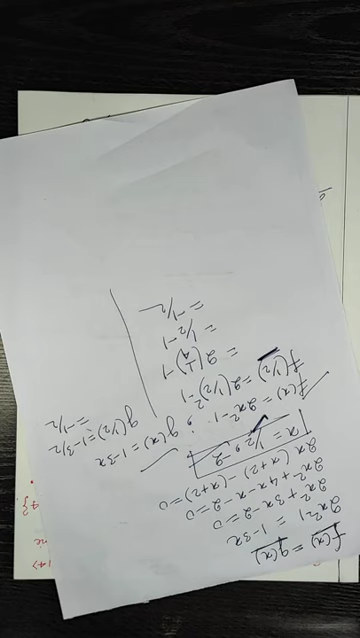 f(x) = g(x)
2x²-1 = 1-3x
2x² + 3x - 2 = 0
2x² + 4x - x - 2 = 0
2x(x+2) - (x+2) = 0
x = 1/2, -2
f(x) = 2x² - 1, g(x) = 1-3x
f(1/2) = 2(1/2)² - 1
= 2(1/4) - 1
= 1/2 - 1
= -1/2
g(1/2) = 1 - 3/2
= -1/2